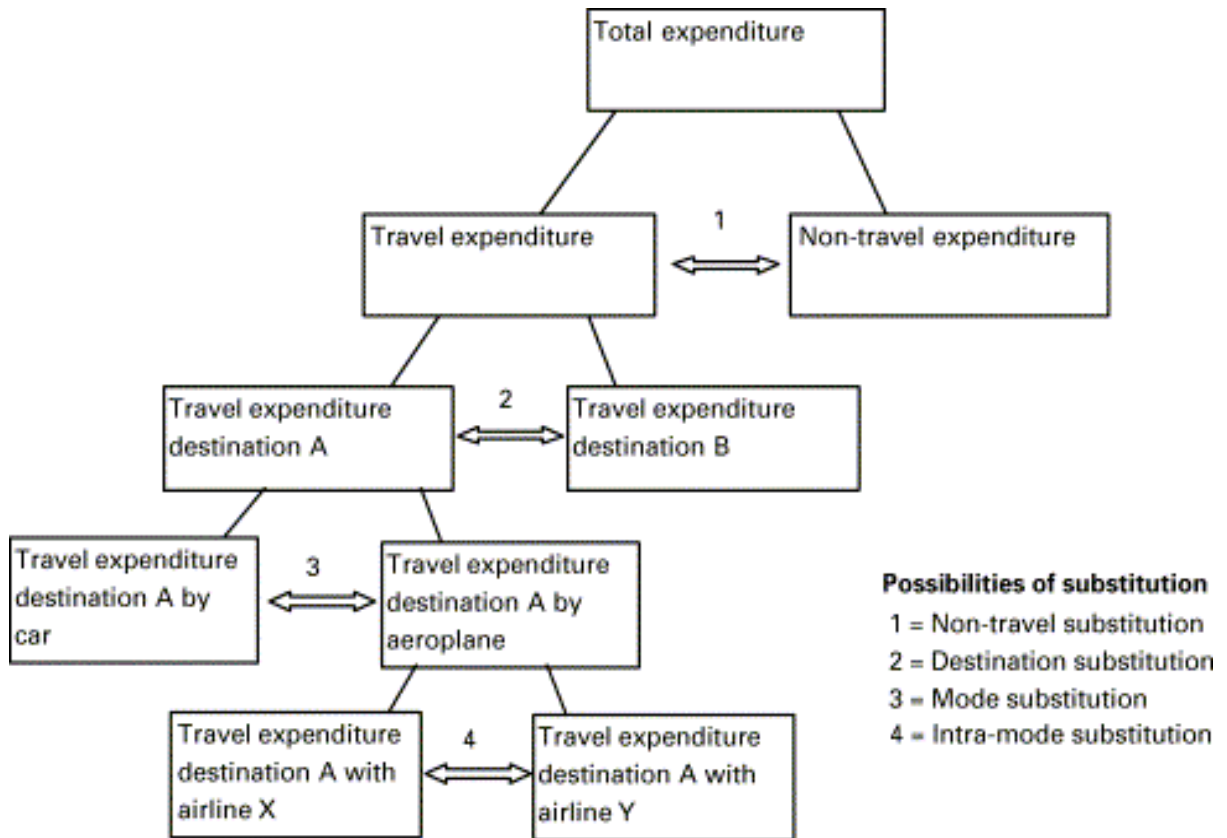 Total expenditure
Travel expenditure
1
Non-travel expenditure
Travel expenditure
destination A
2
Travel expenditure
destination B
Travel expenditure
destination A by
car
3
Travel expenditure
destination A by
aeroplane
Travel expenditure
destination A with
airline X
4
Travel expenditure
destination A with
airline Y
Possibilities of substitution
1 = Non-travel substitution
2 = Destination substitution
3 = Mode substitution
4 = Intra-mode substitution